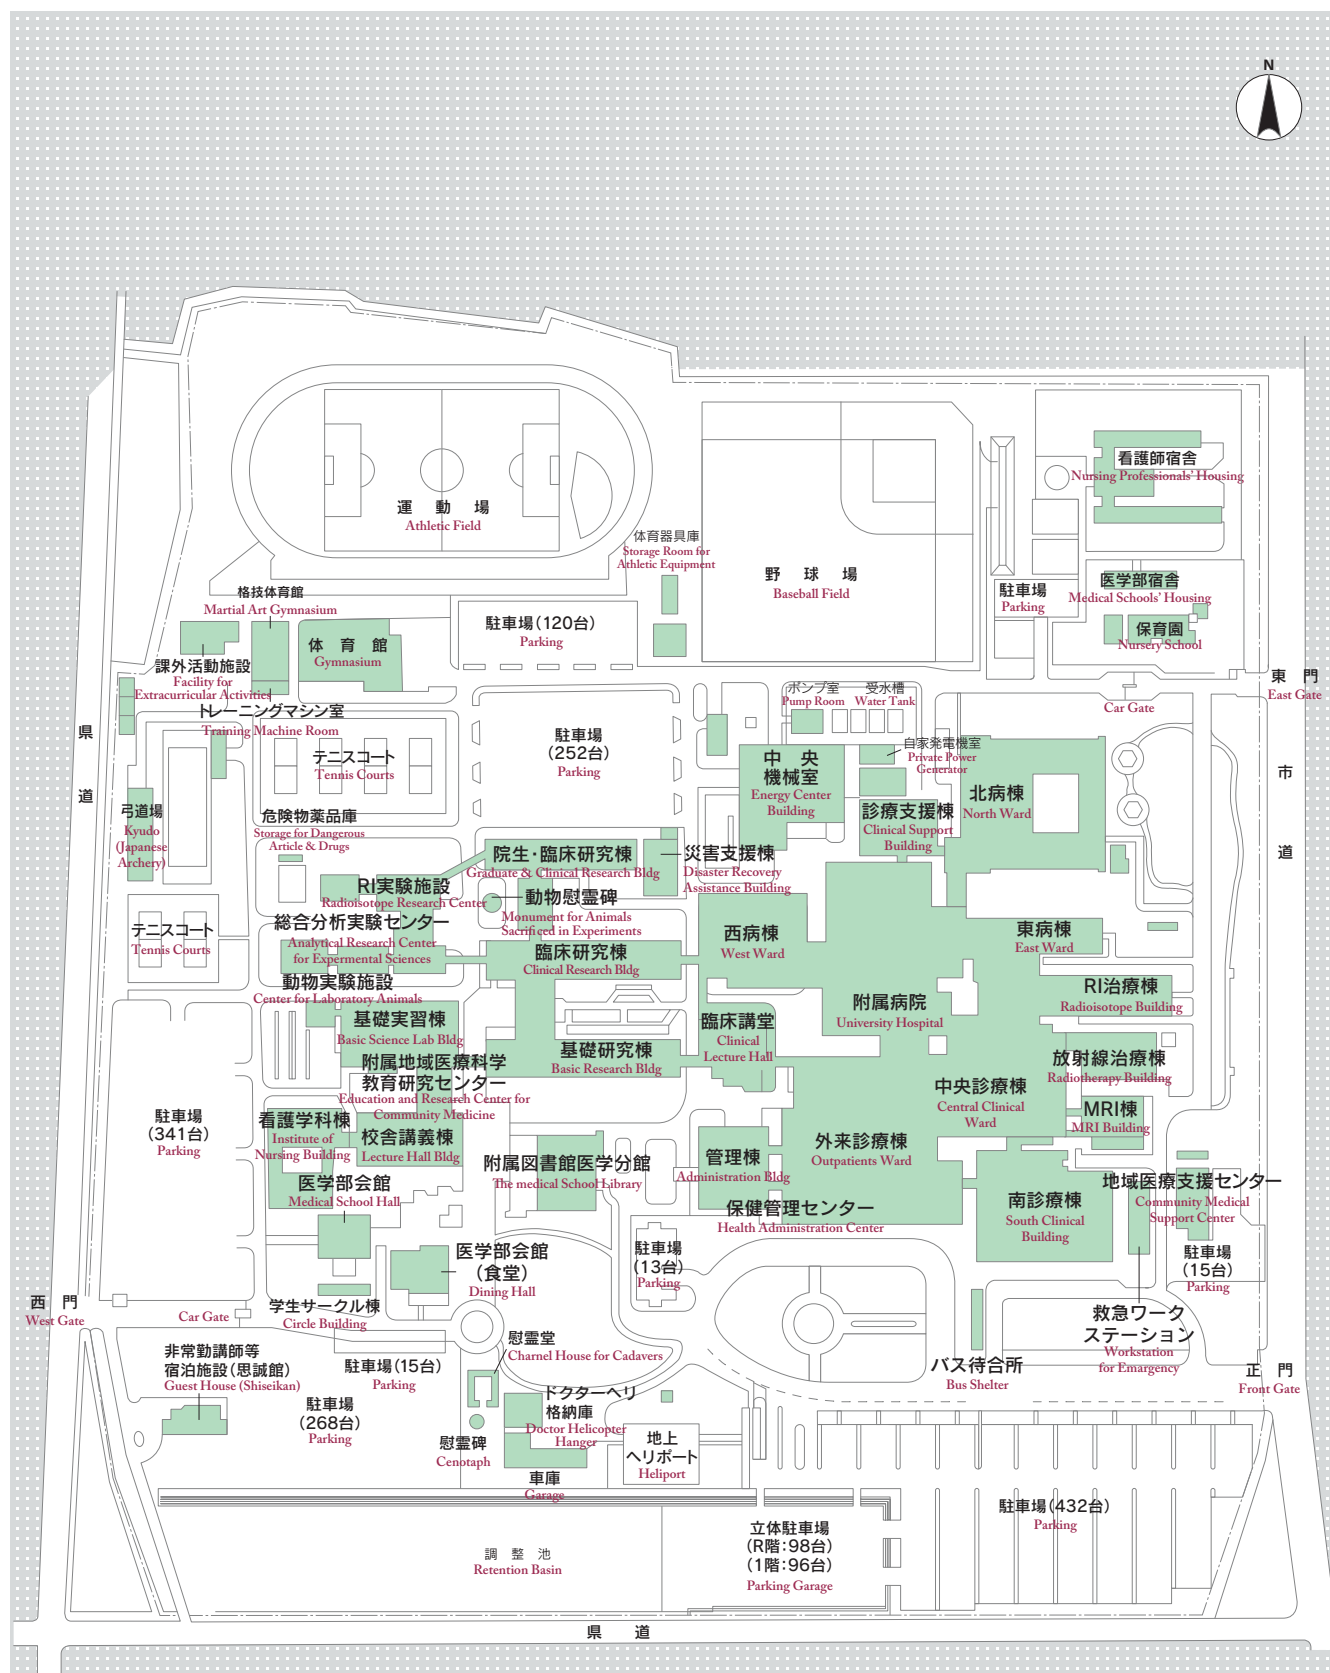 N
看護師宿舎
Nursing Professionals' Housing
運動場
Athletic Field
体育器具庫
Storage Room for
Athletic Equipment
野球場
Baseball Field
医学部宿舎
Medical Schools' Housing
駐車場
Parking
保育園
Nursery School
格技体育館
Martial Art Gymnasium
駐車場(120台)
Parking
体育館
Gymnasium
課外活動施設
Facility for
Extracurricular Activities
トレーニングマシン室
Training Machine Room
東門
East Gate
Car Gate
ポンプ室
Pump Room
受水槽
Water Tank
県道
駐車場
(252台)
Parking
テニスコート
Tennis Courts
中央
機械室
Energy Center
Building
自家発電機室
Private Power
Generator
市道
北病棟
North Ward
弓道場
Kyudo
(Japanese
Archery)
危険物薬品庫
Storage for Dangerous
Article & Drugs
診療支援棟
Clinical Support
Building
院生・臨床研究棟
Graduate & Clinical Research Bldg
災害支援棟
Disaster Recovery
Assistance Building
RI実験施設
Radioisotope Research Center
動物慰霊碑
Monument for Animals
Sacrificed in Experiments
総合分析実験センター
Analytical Research Center
for Expermental Sciences
テニスコート
Tennis Courts
西病棟
West Ward
東病棟
East Ward
臨床研究棟
Clinical Research Bldg
動物実験施設
Center for Laboratory Animals
RI治療棟
Radioisotope Building
附属病院
University Hospital
基礎実習棟
Basic Science Lab Bldg
臨床講堂
Clinical
Lecture Hall
基礎研究棟
Basic Research Bldg
放射線治療棟
Radiotherapy Building
附属地域医療科学
教育研究センター
Education and Research Center for
Community Medicine
中央診療棟
Central Clinical
Ward
MRI棟
MRI Building
駐車場
(341台)
Parking
看護学科棟
Institute of
Nursing Building
校舎講義棟
Lecture Hall Bldg
外来診療棟
Outpatients Ward
附属図書館医学分館
The medical School Library
管理棟
Administration Bldg
医学部会館
Medical School Hall
地域医療支援センター
Community Medical
Support Center
南診療棟
South Clinical
Building
保健管理センター
Health Administration Center
医学部会館
(食堂)
Dining Hall
駐車場
(13台)
Parking
駐車場
(15台)
Parking
西門
West Gate
Car Gate
学生サークル棟
Circle Building
救急ワーク
ステーション
Workstation
for Emargency
慰霊堂
Charnel House for Cadavers
非常勤講師等
宿泊施設(思誠館)
Guest House (Shiseikan)
駐車場(15台)
Parking
バス待合所
Bus Shelter
正門
Front Gate
駐車場
(268台)
Parking
ドクターヘリ
格納庫
Doctor Helicopter
Hanger
慰霊碑
Cenotaph
地上
ヘリポート
Heliport
車庫
Garage
駐車場(432台)
Parking
立体駐車場
(R階:98台)
(1階:96台)
Parking Garage
調整池
Retention Basin
県道